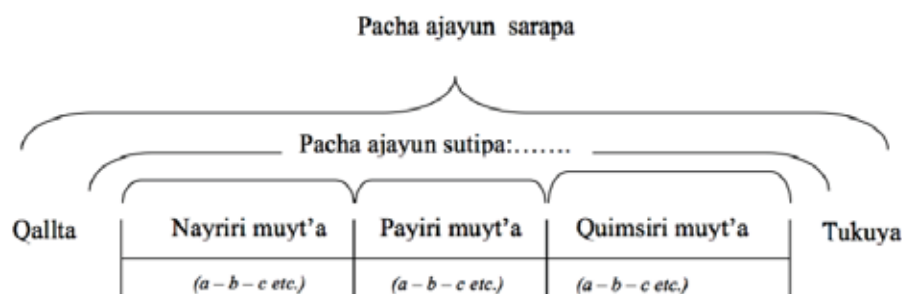 Pacha ajayun sarapa
Pacha ajayun sutipa:.......
Qallta Nayriri muyt’a Payiri muyt’a Quimsiri muyt’a Tukuya
(a – b – c etc.) (a – b – c etc.) (a – b – c etc.)